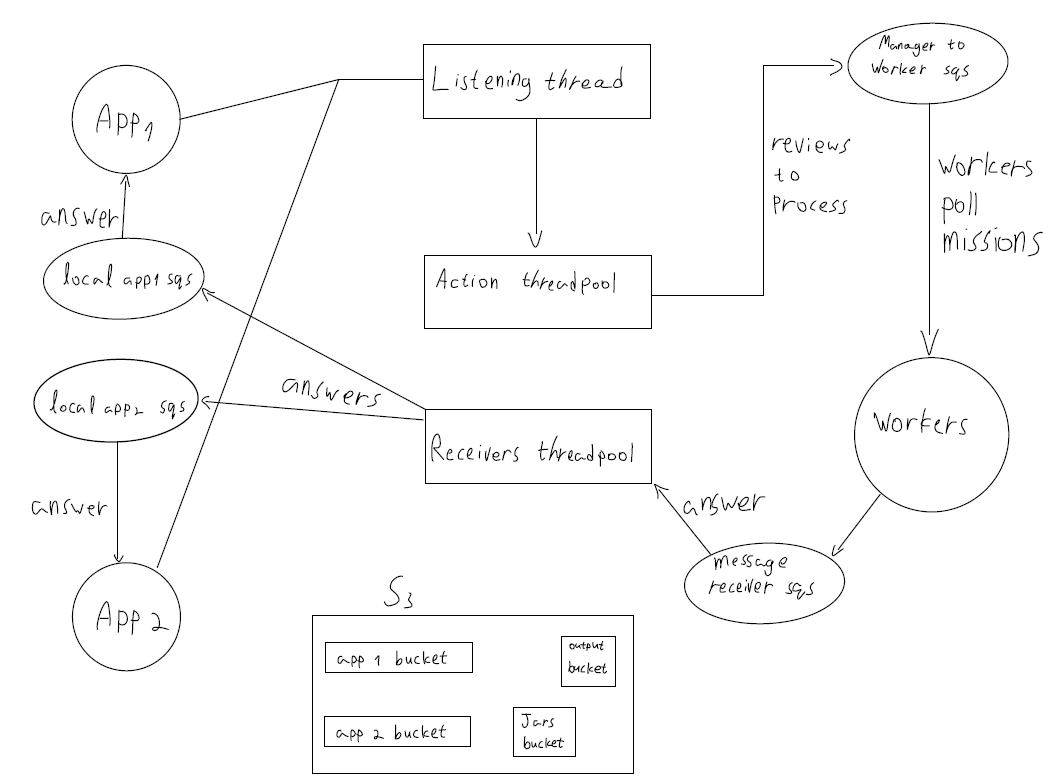 App1
Listening thread
Manager to
Worker sqs
reviews
to
Process
workers
poll
missions
answer
local app1 sqs
Action threadpool
local app2 sqs
answers
Receivers threadpool
Workers
answer
answer
message
receiver sqs
App 2
S3
app 1 bucket
output
bucket
app 2 bucket
Jars
bucket